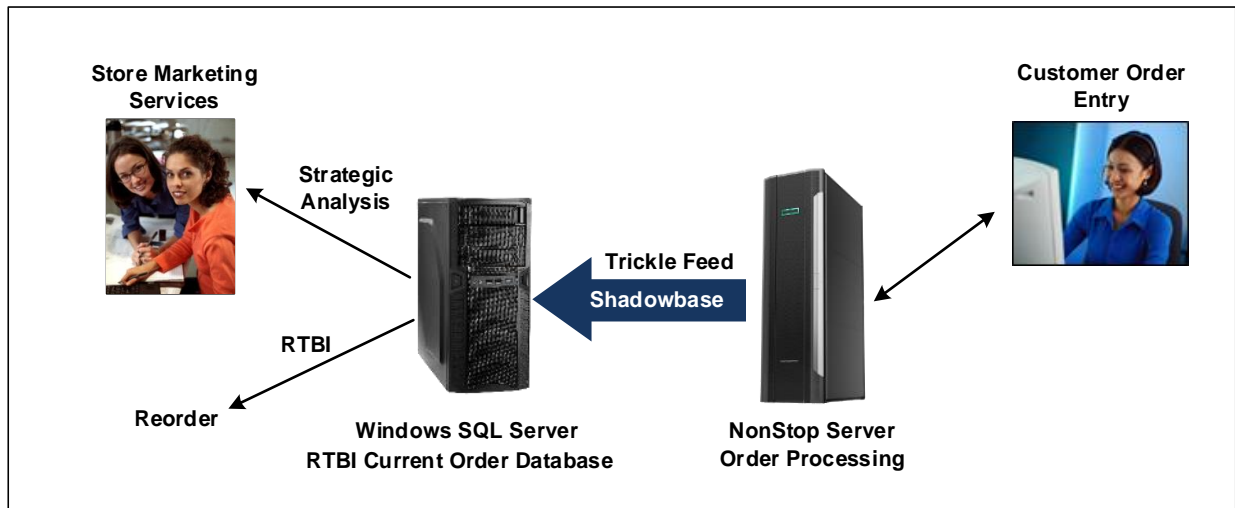 Store Marketing
Services
Customer Order
Entry
Strategic
Analysis
Trickle Feed
Shadowbase
RTBI
Reorder
Windows SQL Server
RTBI Current Order Database
NonStop Server
Order Processing